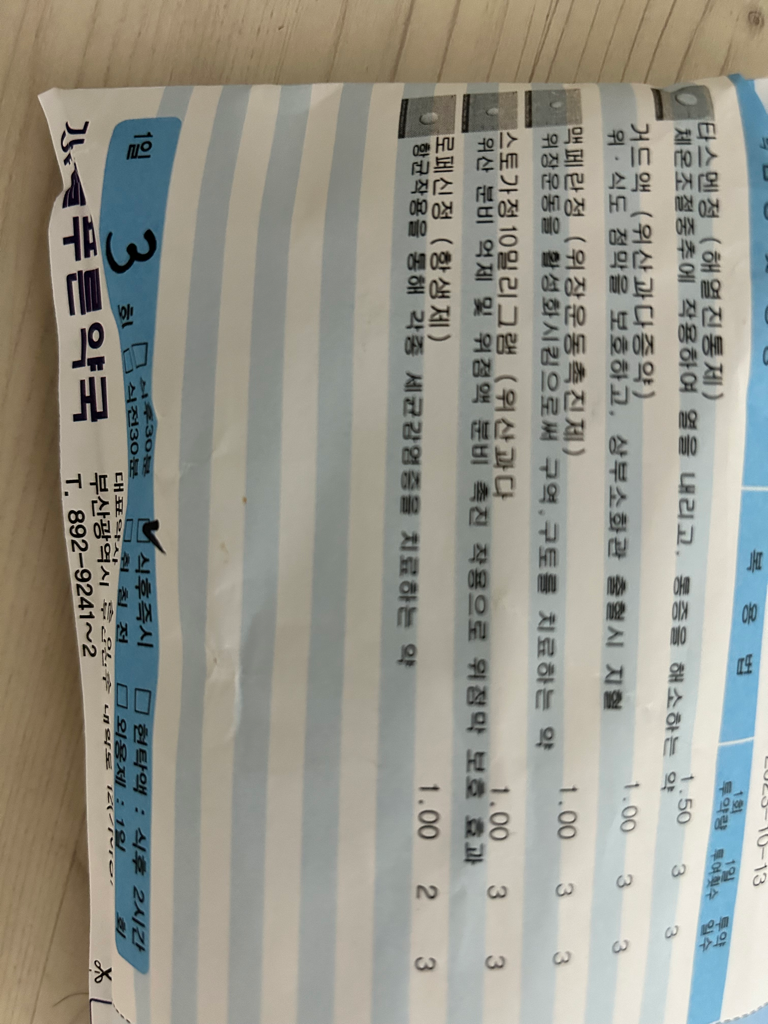 2023-10-13
복 용 법
1회 투약량 1일 투여횟수 투약 일수
타스멘정 (해열진통제) 1.50 3 3
체온조절중추에 작용하여 열을 내리고, 통증을 해소하는 약
거드액 (위산과다증약) 1.00 3 3
위·식도 점막을 보호하고, 상부소화관 출혈시 지혈
맥페란정 (위장운동촉진제) 1.00 3 3
위장운동을 활성화시킴으로써 구역,구토를 치료하는 약
스토가정10밀리그램 (위산과다 1.00 3 3
위산 분비 억제 및 위점액 분비 촉진 작용으로 위점막 보호 효과
로페신정 (항생제) 1.00 2 3
항균작용을 통해 각종 세균감염증을 치료하는 약
1일 3 회
식후30분 식후즉시 현탁액 : 식후 2시간
식전30분 취 침 전 외용제 : 1일 회
푸른약국
대표약사
부산광역시
T. 892-9241~2